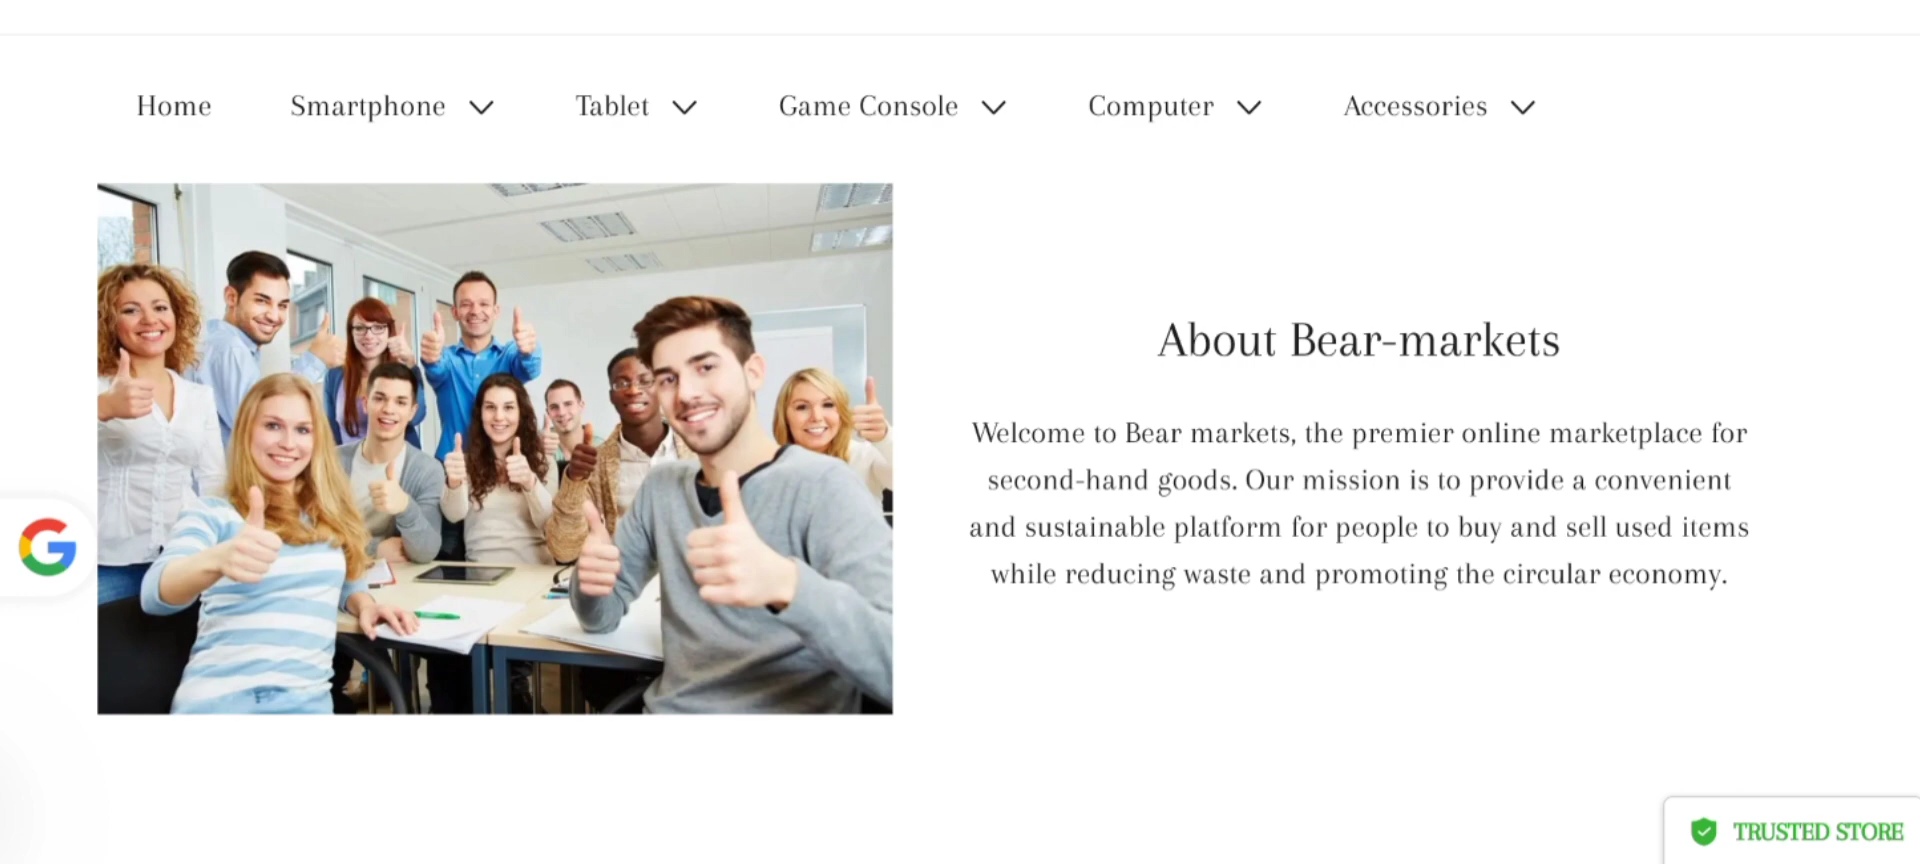 Home Smartphone Tablet Game Console Computer Accessories
About Bear-markets
Welcome to Bear markets, the premier online marketplace for
second-hand goods. Our mission is to provide a convenient
and sustainable platform for people to buy and sell used items
while reducing waste and promoting the circular economy.
TRUSTED STORE